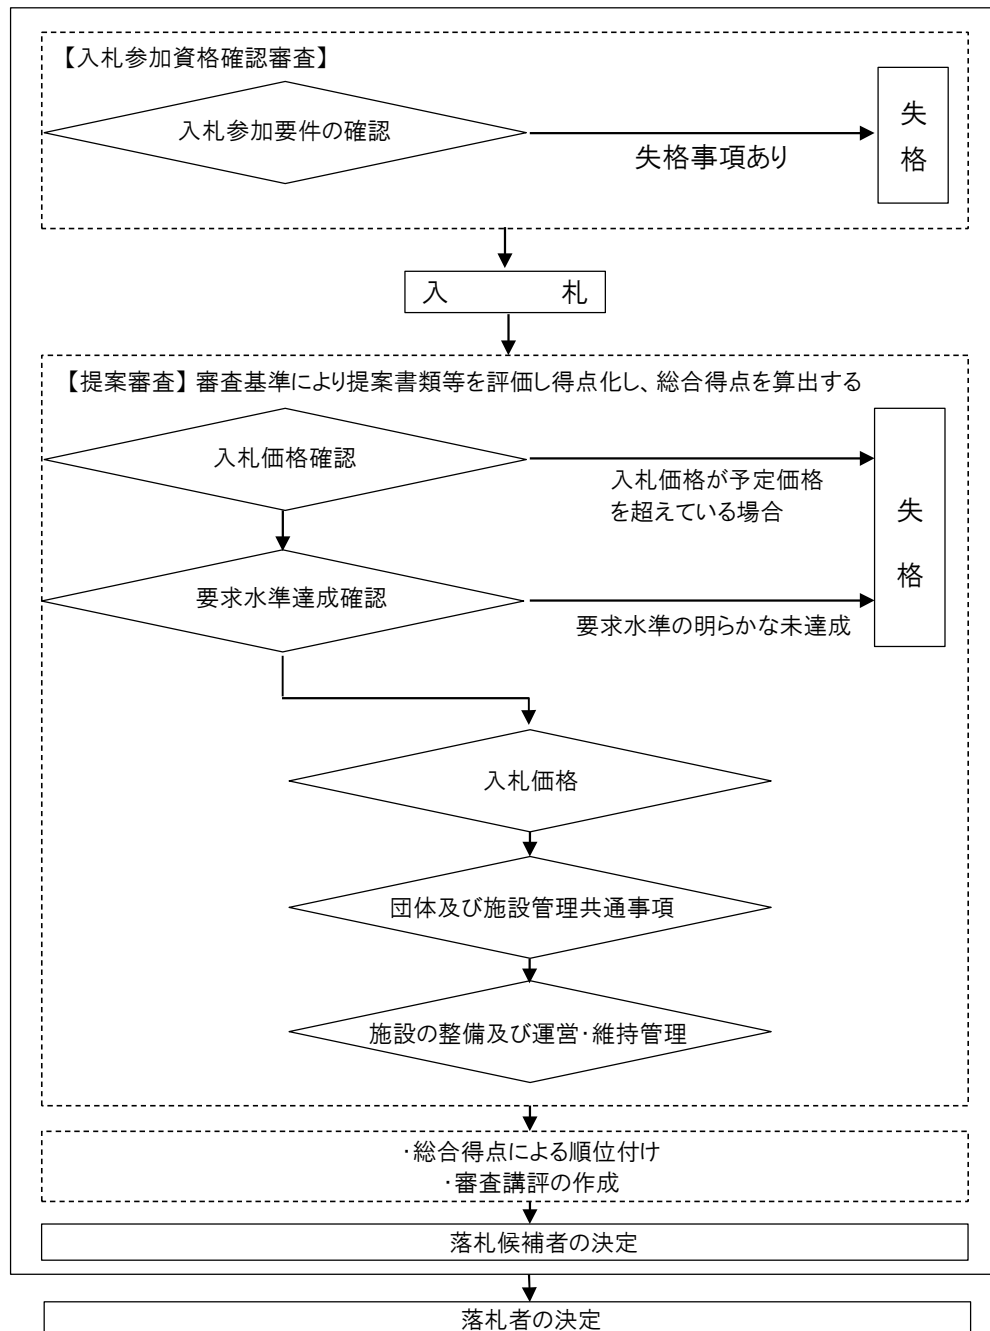 【入札参加資格確認審査】
入札参加要件の確認
失格事項あり
失格
入　　　　札
【提案審査】審査基準により提案書類等を評価し得点化し、総合得点を算出する
入札価格確認
入札価格が予定価格
を超えている場合
失格
要求水準達成確認
要求水準の明らかな未達成
入札価格
団体及び施設管理共通事項
施設の整備及び運営・維持管理
・総合得点による順位付け
・審査講評の作成
落札候補者の決定
落札者の決定